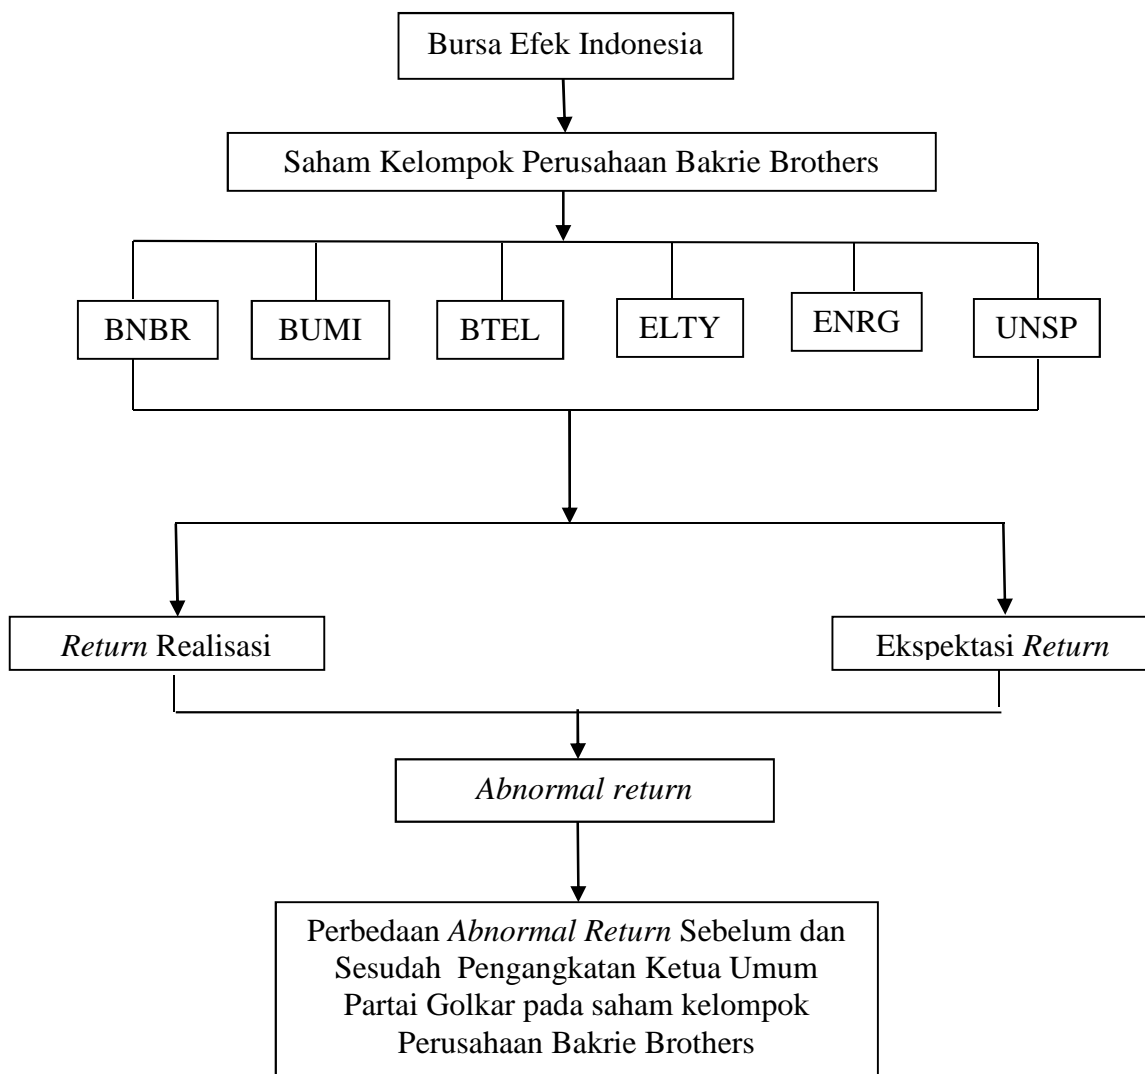 Bursa Efek Indonesia
Saham Kelompok Perusahaan Bakrie Brothers
BNBR
BUMI
BTEL
ELTY
ENRG
UNSP
Return Realisasi
Ekspektasi Return
Abnormal return
Perbedaan Abnormal Return Sebelum dan
Sesudah Pengangkatan Ketua Umum
Partai Golkar pada saham kelompok
Perusahaan Bakrie Brothers